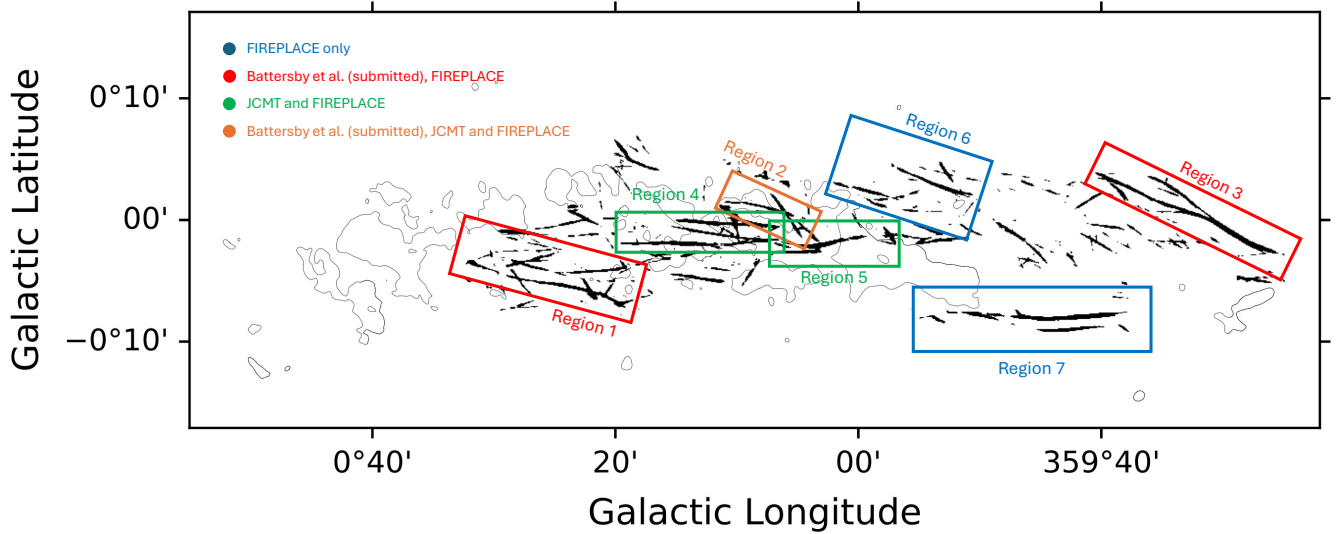 FIREPLACE only
Battersby et al. (submitted), FIREPLACE
JCMT and FIREPLACE
Battersby et al. (submitted), JCMT and FIREPLACE
Galactic Latitude
0°10'
00'
−0°10'
Region 1
Region 2
Region 3
Region 4
Region 5
Region 6
Region 7
0°40'
20'
00'
359°40'
Galactic Longitude